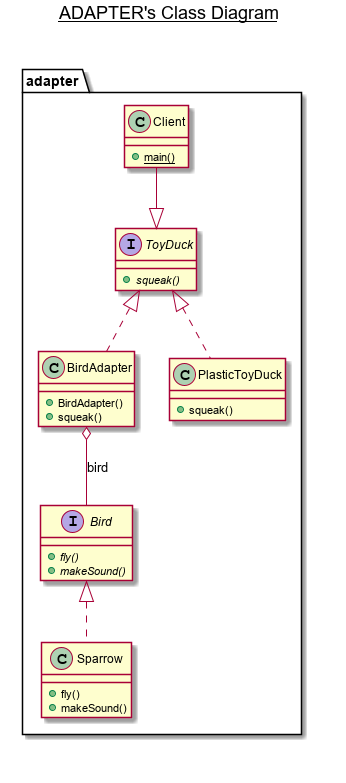 ADAPTER's Class Diagram
adapter
C Client
main()
I ToyDuck
squeak()
C BirdAdapter
BirdAdapter()
squeak()
C PlasticToyDuck
squeak()
bird
I Bird
fly()
makeSound()
C Sparrow
fly()
makeSound()